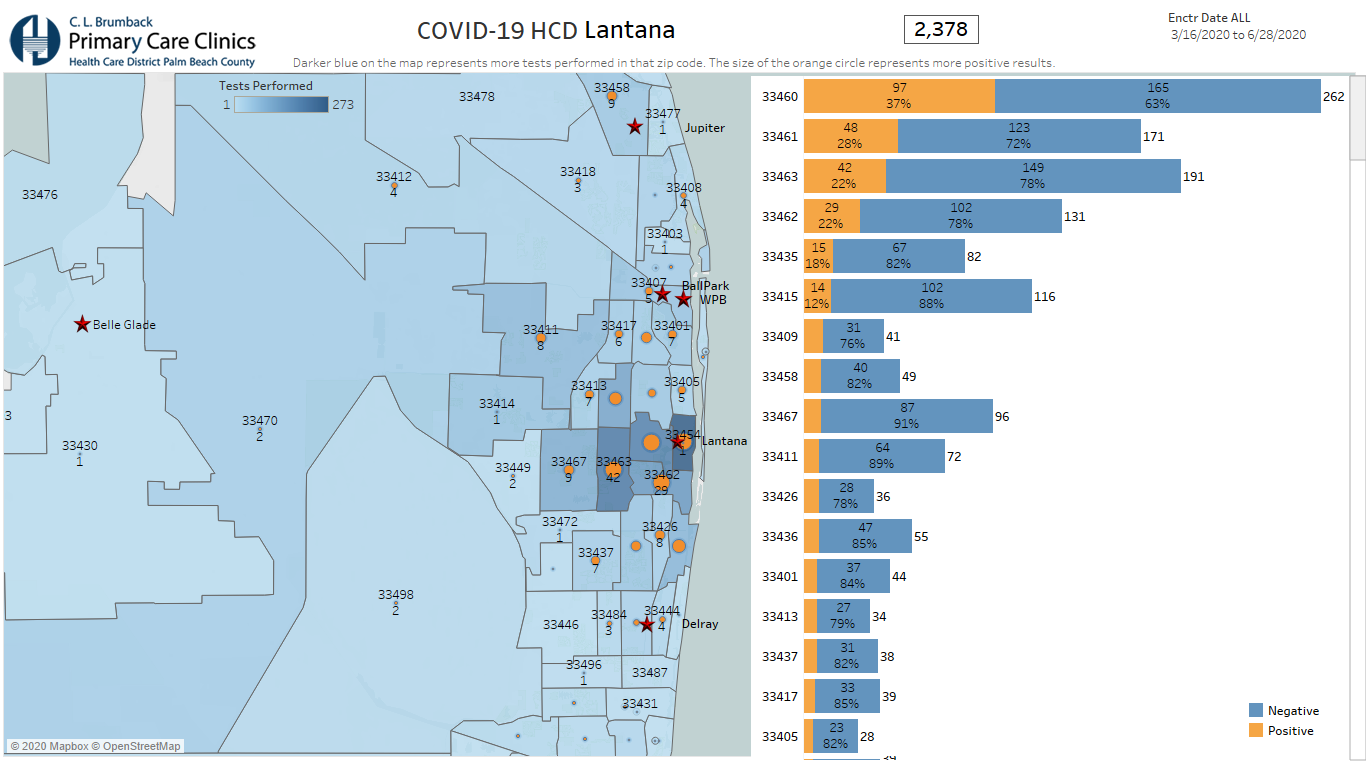 C. L. Brumback
Primary Care Clinics
Health Care District Palm Beach County
COVID-19 HCD Lantana
2,378
Enctr Date ALL
3/16/2020 to 6/28/2020
Darker blue on the map represents more tests performed in that zip code. The size of the orange circle represents more positive results.
Tests Performed
1 273
33478
33458
9
33477
1
Jupiter
33476
33412
4
33418
3
33408
4
33403
1
33407
5
BallPark
WPB
Belle Glade
33411
8
33417
6
33401
7
33413
7
33405
5
33414
1
3
33470
2
33430
1
33454
1
Lantana
33449
2
33467
9
33463
42
33462
29
33472
1
33426
8
33437
7
33498
2
33446
33484
3
33444
4
Delray
33496
1
33487
33431
© 2020 Mapbox © OpenStreetMap
33460 97 37% 165 63% 262
33461 48 28% 123 72% 171
33463 42 22% 149 78% 191
33462 29 22% 102 78% 131
33435 15 18% 67 82% 82
33415 14 12% 102 88% 116
33409 31 76% 41
33458 40 82% 49
33467 87 91% 96
33411 64 89% 72
33426 28 78% 36
33436 47 85% 55
33401 37 84% 44
33413 27 79% 34
33437 31 82% 38
33417 33 85% 39
33405 23 82% 28
Negative
Positive